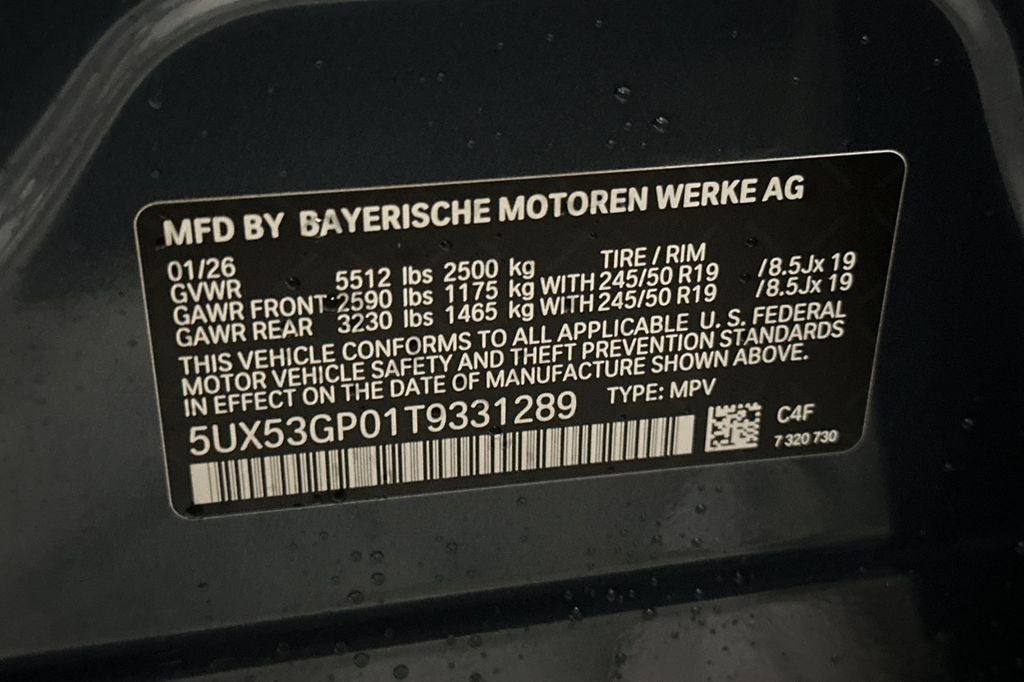 MFD BY BAYERISCHE MOTOREN WERKE AG
01/26 TIRE / RIM
GVWR 5512 lbs 2500 kg
GAWR FRONT 2590 lbs 1175 kg WITH 245/50 R19 /8.5Jx 19
GAWR REAR 3230 lbs 1465 kg WITH 245/50 R19 /8.5Jx 19
THIS VEHICLE CONFORMS TO ALL APPLICABLE U. S. FEDERAL
MOTOR VEHICLE SAFETY AND THEFT PREVENTION STANDARDS
IN EFFECT ON THE DATE OF MANUFACTURE SHOWN ABOVE.
5UX53GP01T9331289 TYPE: MPV
C4F
7 320 730